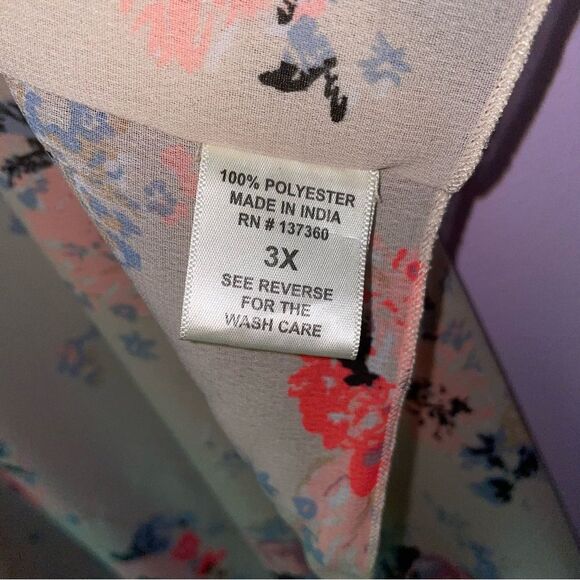 100% POLYESTER
MADE IN INDIA
RN # 137360
3X
SEE REVERSE
FOR THE
WASH CARE